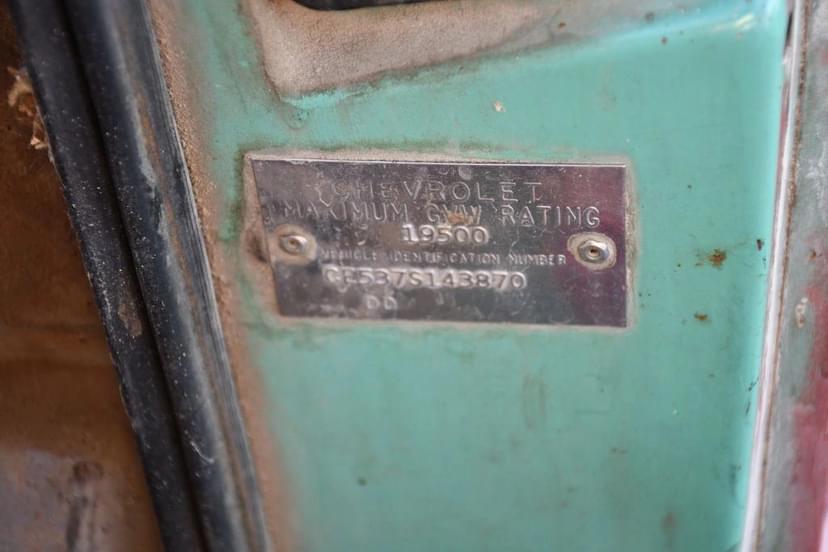 CHEVROLET
MAXIMUM GVW RATING
19500
VEHICLE IDENTIFICATION NUMBER
CE537S143870
DD